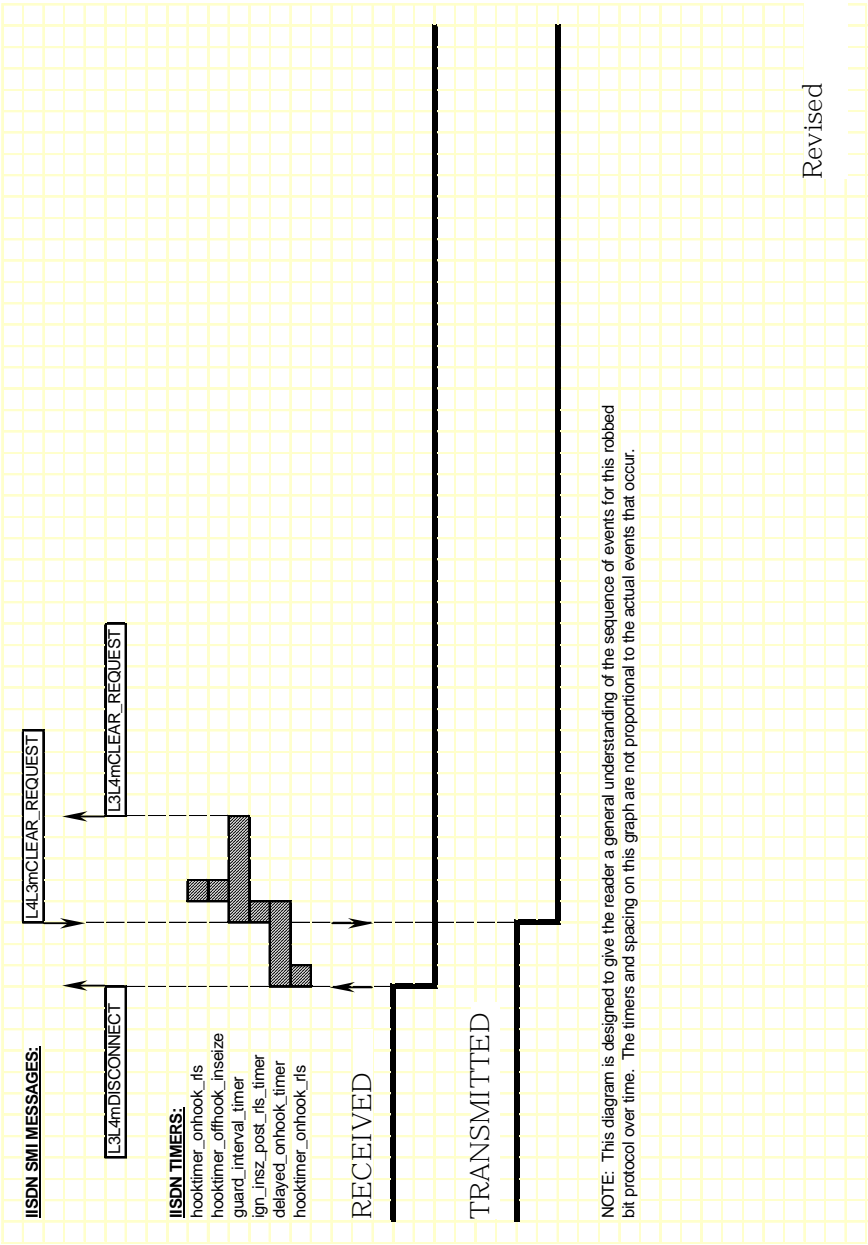 IISDN SMI MESSAGES:
L4L3mCLEAR_REQUEST
L3L4mDISCONNECT
L3L4mCLEAR_REQUEST
IISDN TIMERS:
hooktimer_onhook_rls
hooktimer_offhook_inseize
guard_interval_timer
ign_insz_post_rls_timer
delayed_onhook_timer
hooktimer_onhook_rls
RECEIVED
TRANSMITTED
NOTE: This diagram is designed to give the reader a general understanding of the sequence of events for this robbed
bit protocol over time. The timers and spacing on this graph are not proportional to the actual events that occur.
Revised